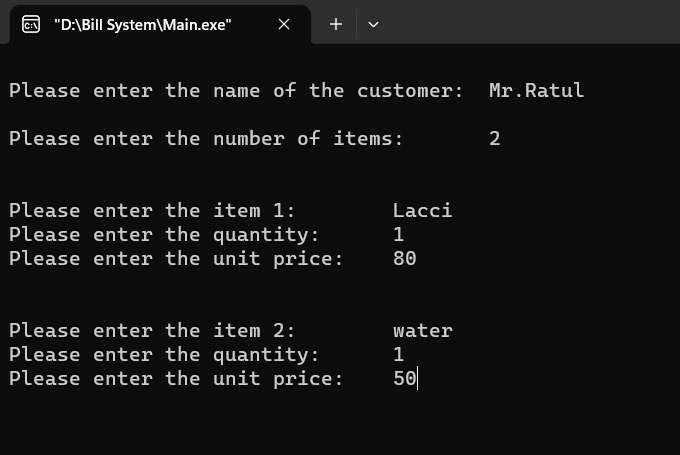 "D:\Bill System\Main.exe"
Please enter the name of the customer: Mr.Ratul
Please enter the number of items: 2
Please enter the item 1: Lacci
Please enter the quantity: 1
Please enter the unit price: 80
Please enter the item 2: water
Please enter the quantity: 1
Please enter the unit price: 50